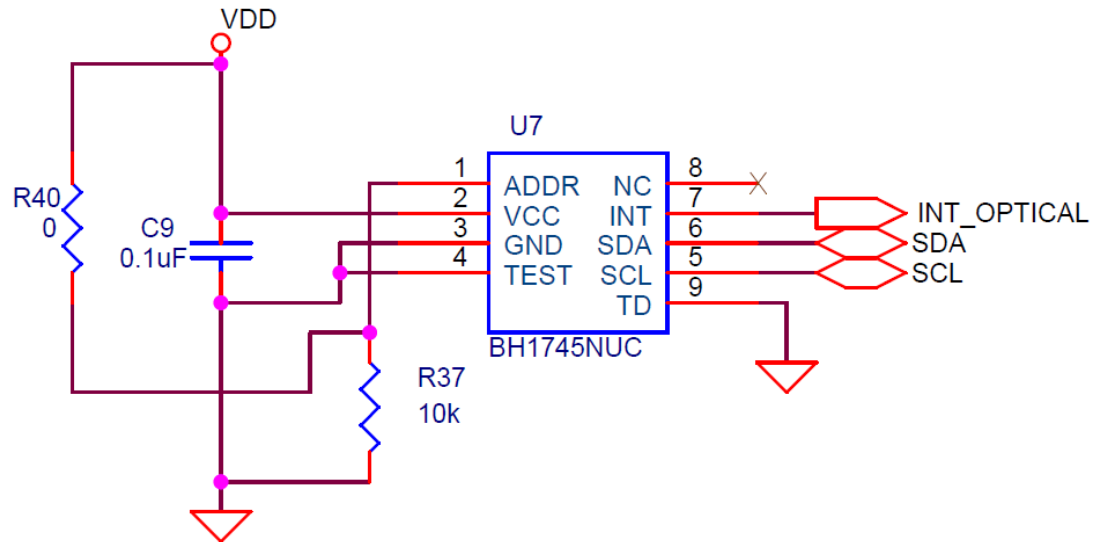 VDD
U7
R40
0
C9
0.1uF
1 ADDR NC 8
2 VCC INT 7 INT_OPTICAL
3 GND SDA 6 SDA
4 TEST SCL 5 SCL
TD 9
BH1745NUC
R37
10k